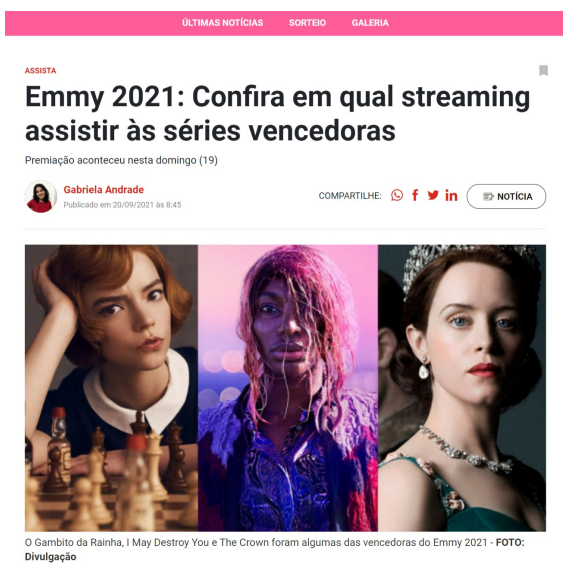 ÚLTIMAS NOTÍCIAS SORTEIO GALERIA
ASSISTA
Emmy 2021: Confira em qual streaming
assistir às séries vencedoras
Premiação aconteceu nesta domingo (19)
Gabriela Andrade
Publicado em 20/09/2021 às 8:45
COMPARTILHE:
NOTÍCIA
O Gambito da Rainha, I May Destroy You e The Crown foram algumas das vencedoras do Emmy 2021 - FOTO:
Divulgação